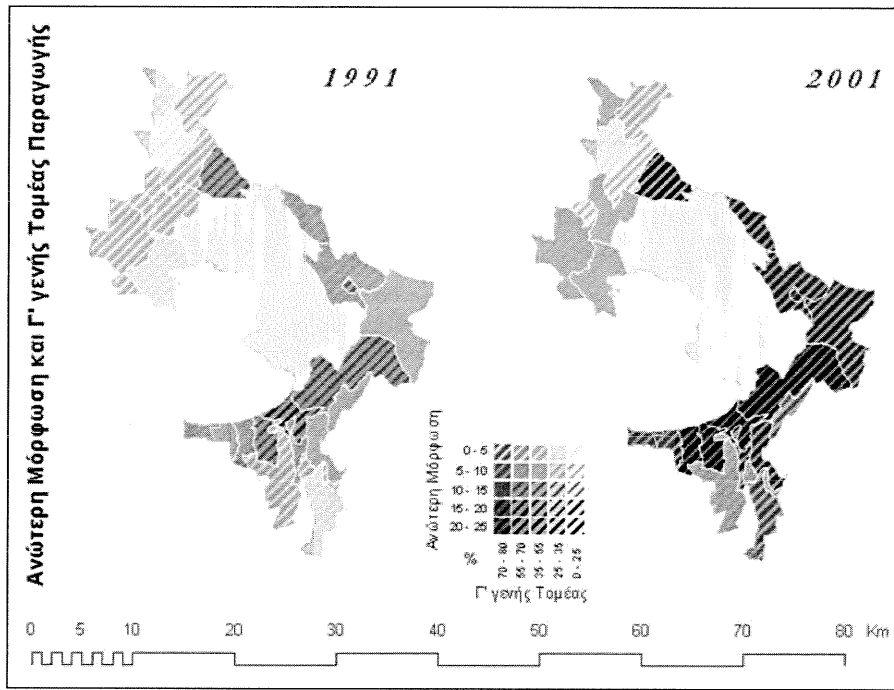 Ανώτερη Μόρφωση και Γ' γενής Τομέας Παραγωγής
1991
2001
Ανώτερη Μόρφωση
0 - 5
5 - 10
10 - 15
15 - 20
20 - 25
%
70 - 80
55 - 70
35 - 55
25 - 35
0 - 25
Γ' γενής Τομέας
0 10 20 30 40 50 60 70 80 Km